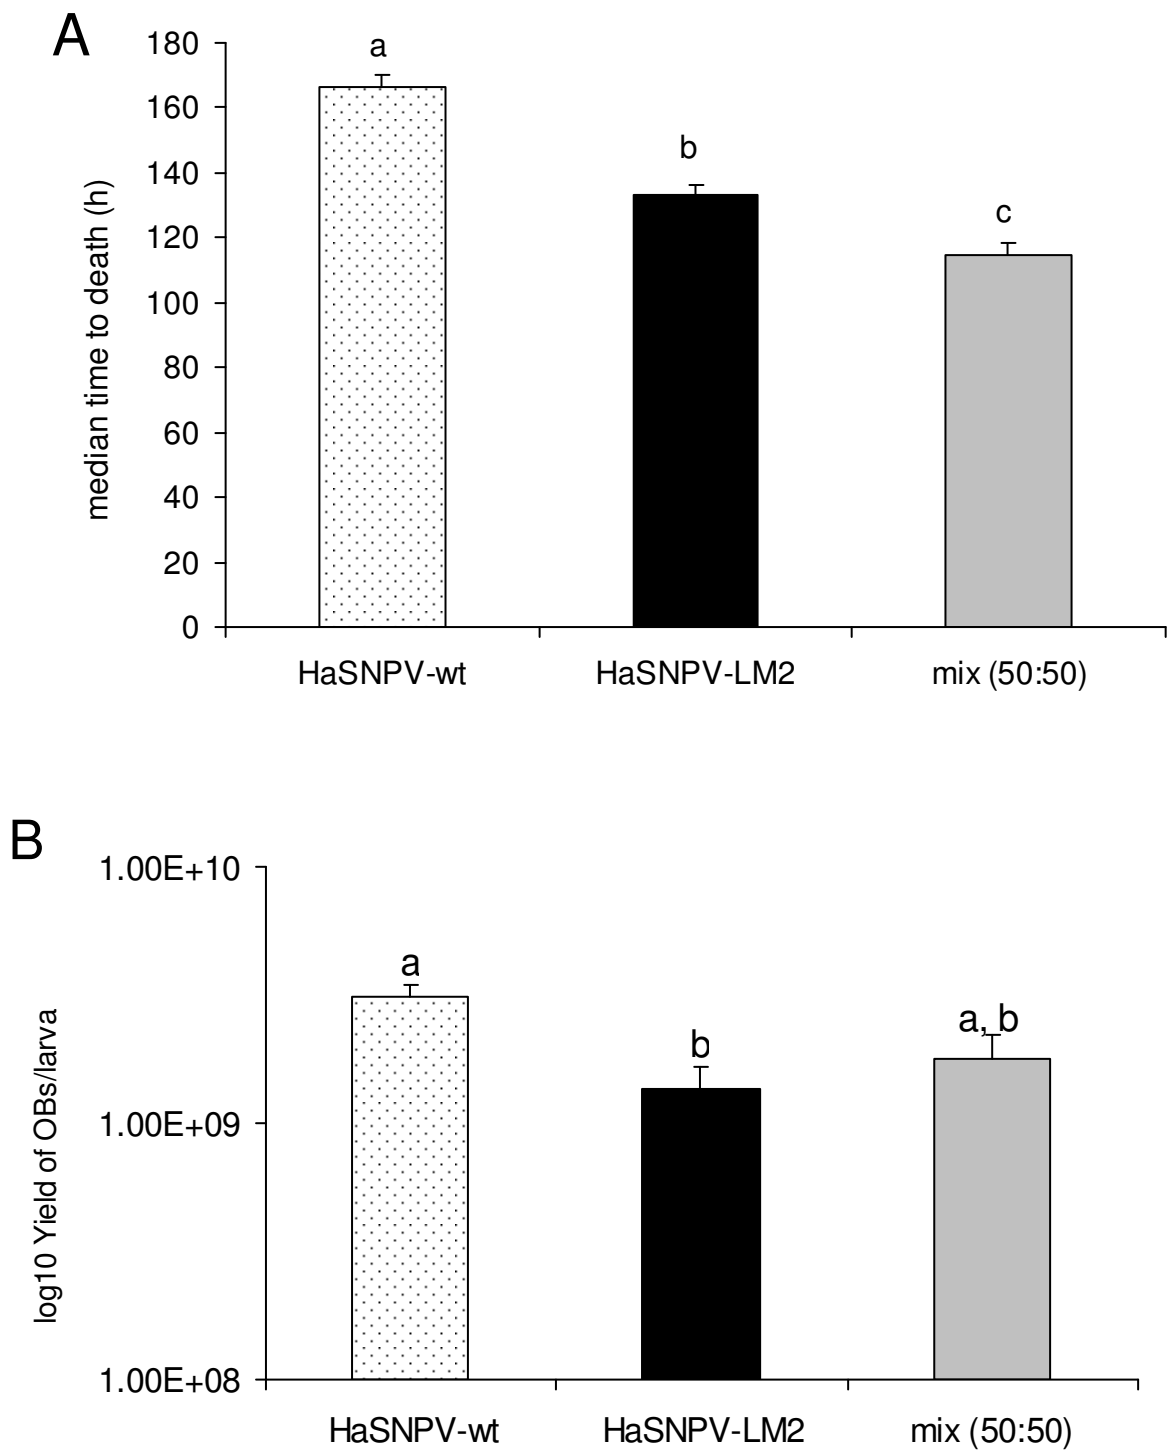 A
180
160
140
120
100
80
60
40
20
0
median time to death (h)
a
b
c
HaSNPV-wt
HaSNPV-LM2
mix (50:50)
B
1.00E+10
1.00E+09
1.00E+08
log10 Yield of OBs/larva
a
b
a, b
HaSNPV-wt
HaSNPV-LM2
mix (50:50)